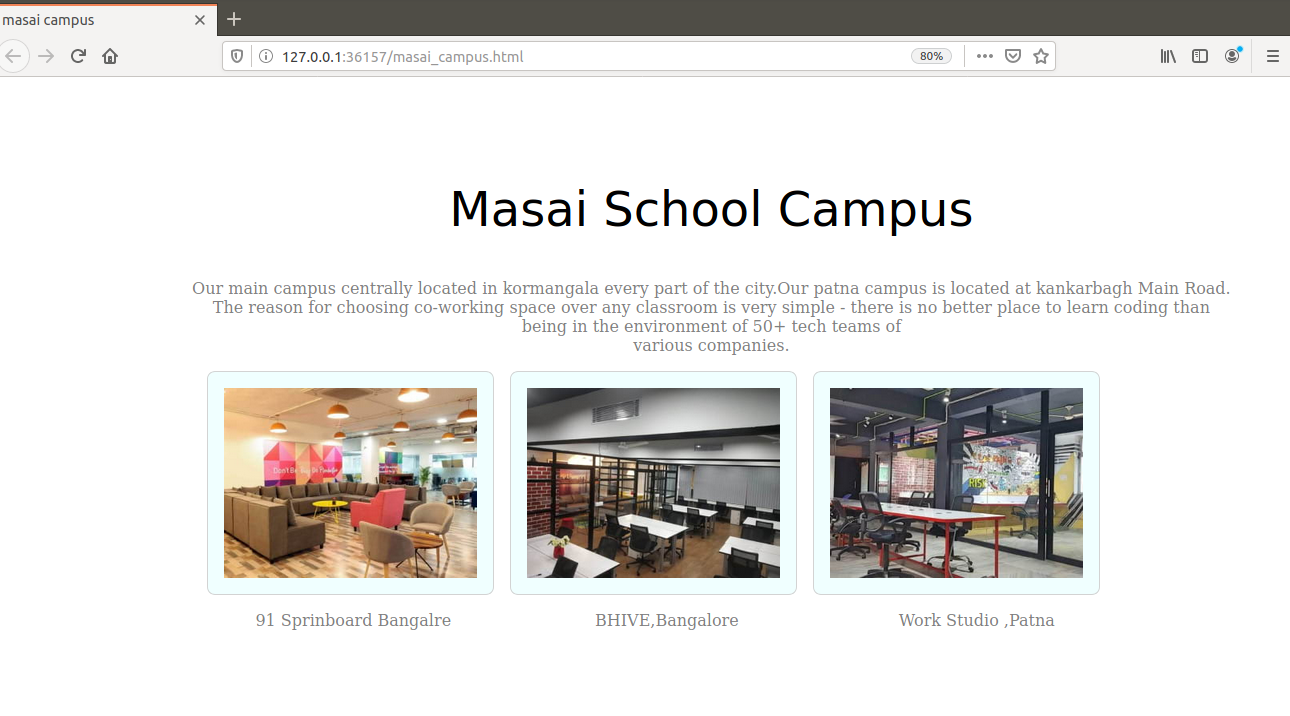 masai campus
127.0.0.1:36157/masai_campus.html
80%
Masai School Campus
Our main campus centrally located in kormangala every part of the city.Our patna campus is located at kankarbagh Main Road.
The reason for choosing co-working space over any classroom is very simple - there is no better place to learn coding than
being in the environment of 50+ tech teams of
various companies.
Don't Be
91 Sprinboard Bangalre
BHIVE,Bangalore
Work Studio ,Patna